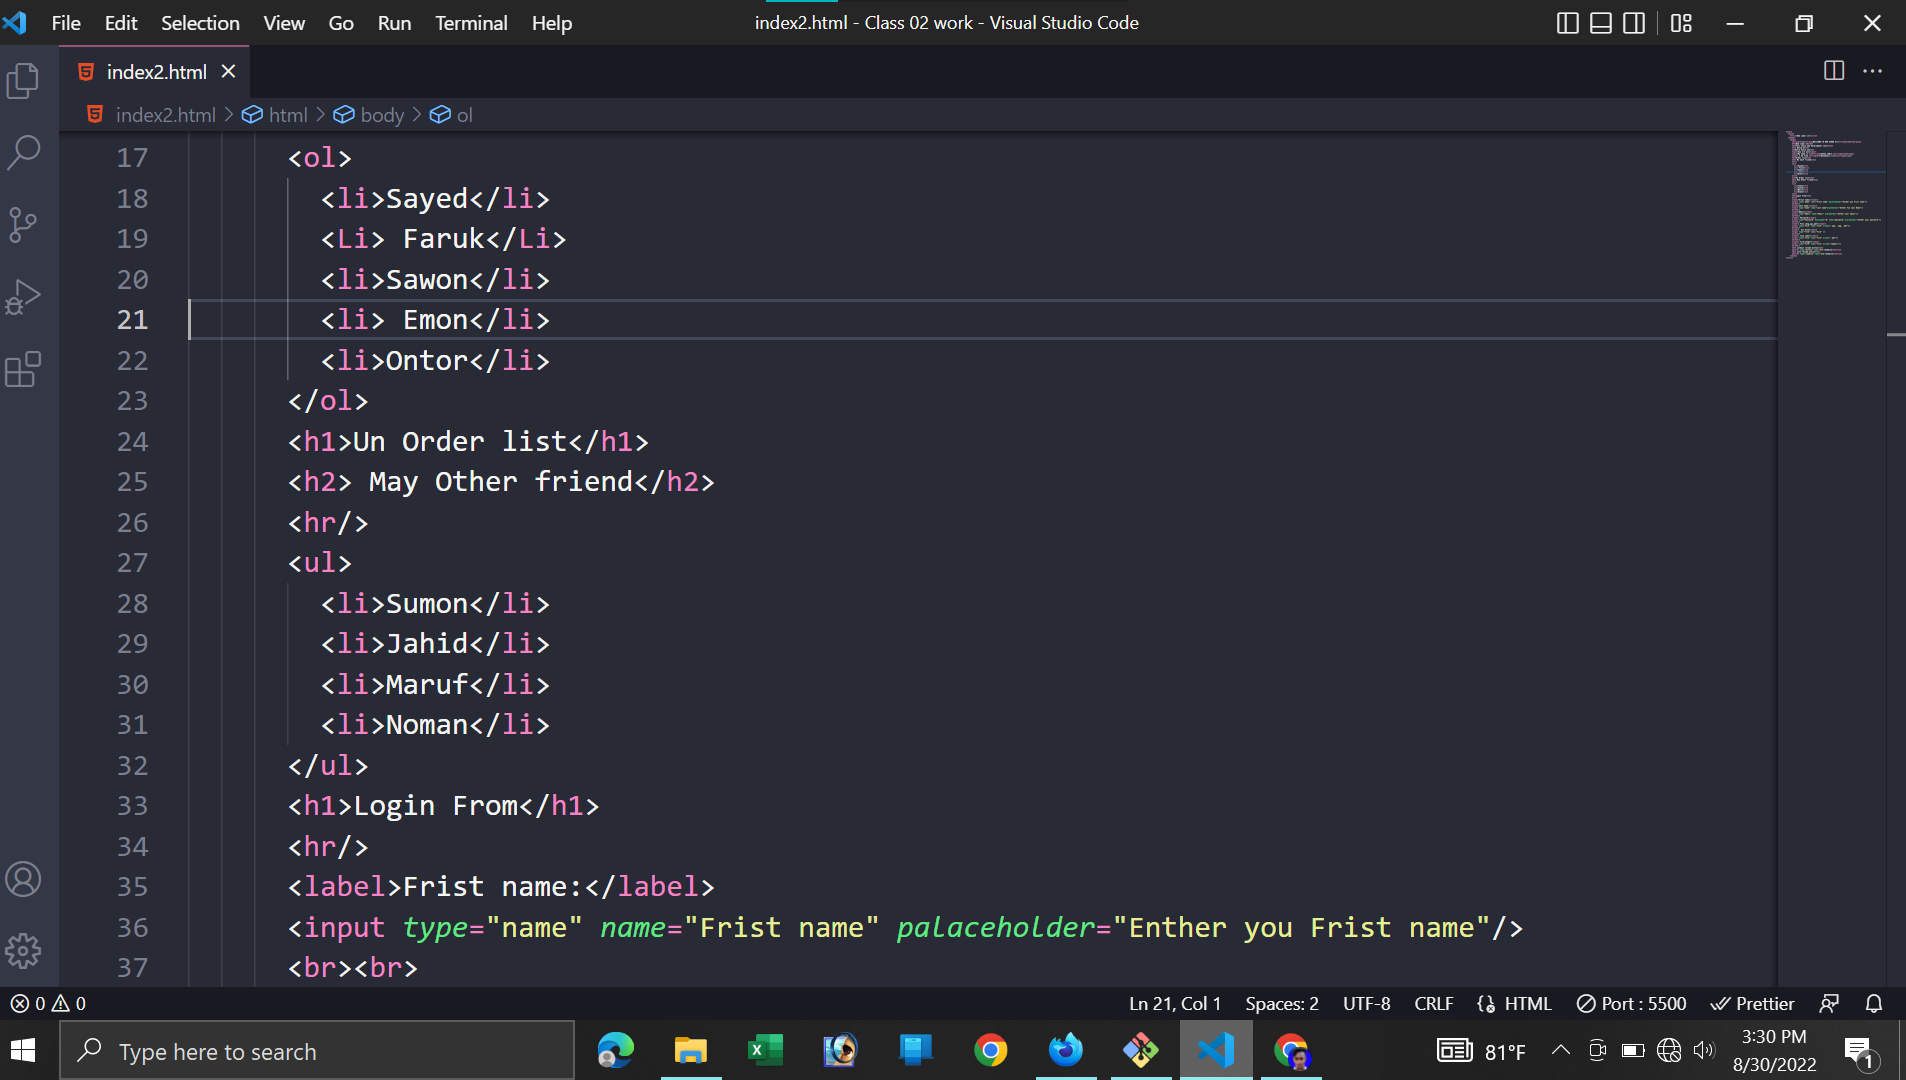 File Edit Selection View Go Run Terminal Help
index2.html - Class 02 work - Visual Studio Code
index2.html
index2.html > html > body > ol
17 <ol>
18 <li>Sayed</li>
19 <Li> Faruk</Li>
20 <li>Sawon</li>
21 <li> Emon</li>
22 <li>Ontor</li>
23 </ol>
24 <h1>Un Order list</h1>
25 <h2> May Other friend</h2>
26 <hr/>
27 <ul>
28 <li>Sumon</li>
29 <li>Jahid</li>
30 <li>Maruf</li>
31 <li>Noman</li>
32 </ul>
33 <h1>Login From</h1>
34 <hr/>
35 <label>Frist name:</label>
36 <input type="name" name="Frist name" palaceholder="Enther you Frist name"/>
37 <br><br>
0 0 Ln 21, Col 1 Spaces: 2 UTF-8 CRLF HTML Port : 5500 Prettier
Type here to search
81°F
3:30 PM
8/30/2022
1